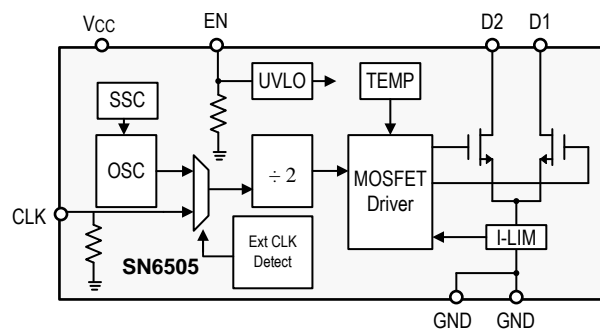 VCC
EN
D2
D1
SSC
UVLO
TEMP
OSC
÷ 2
MOSFET
Driver
CLK
Ext CLK
Detect
I-LIM
SN6505
GND
GND